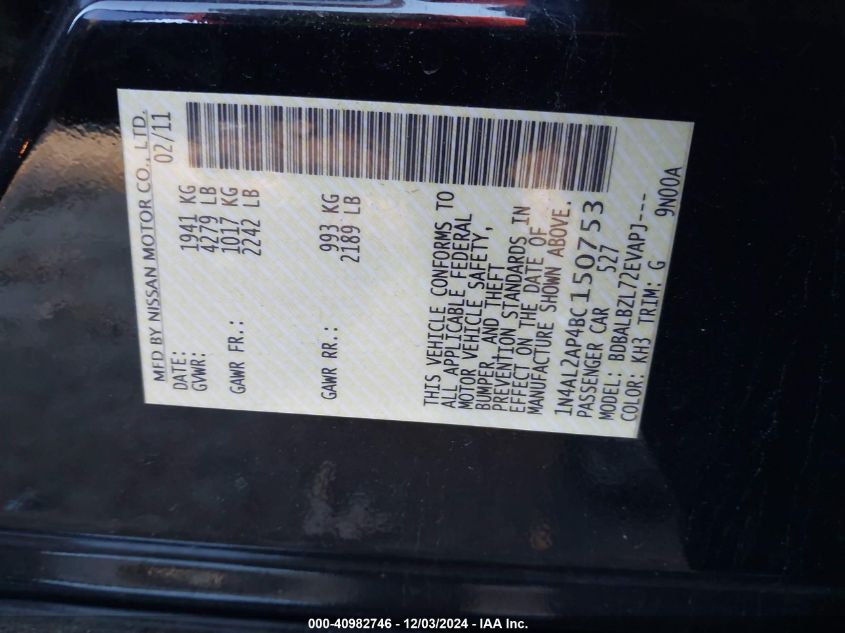 MFD BY NISSAN MOTOR CO., LTD.
DATE: 02/11
GVWR: 1941 KG
4279 LB
GAWR FR.: 1017 KG
2242 LB
GAWR RR.: 993 KG
2189 LB
THIS VEHICLE CONFORMS TO
ALL APPLICABLE FEDERAL
MOTOR VEHICLE SAFETY,
BUMPER, AND THEFT
PREVENTION STANDARDS IN
EFFECT ON THE DATE OF
MANUFACTURE SHOWN ABOVE.
1N4AL2AP4BC150753
PASSENGER CAR 527
MODEL: BDBALBZL72EVAPJ---
COLOR: KH3 TRIM: G 9N00A
000-40982746 - 12/03/2024 - IAA Inc.